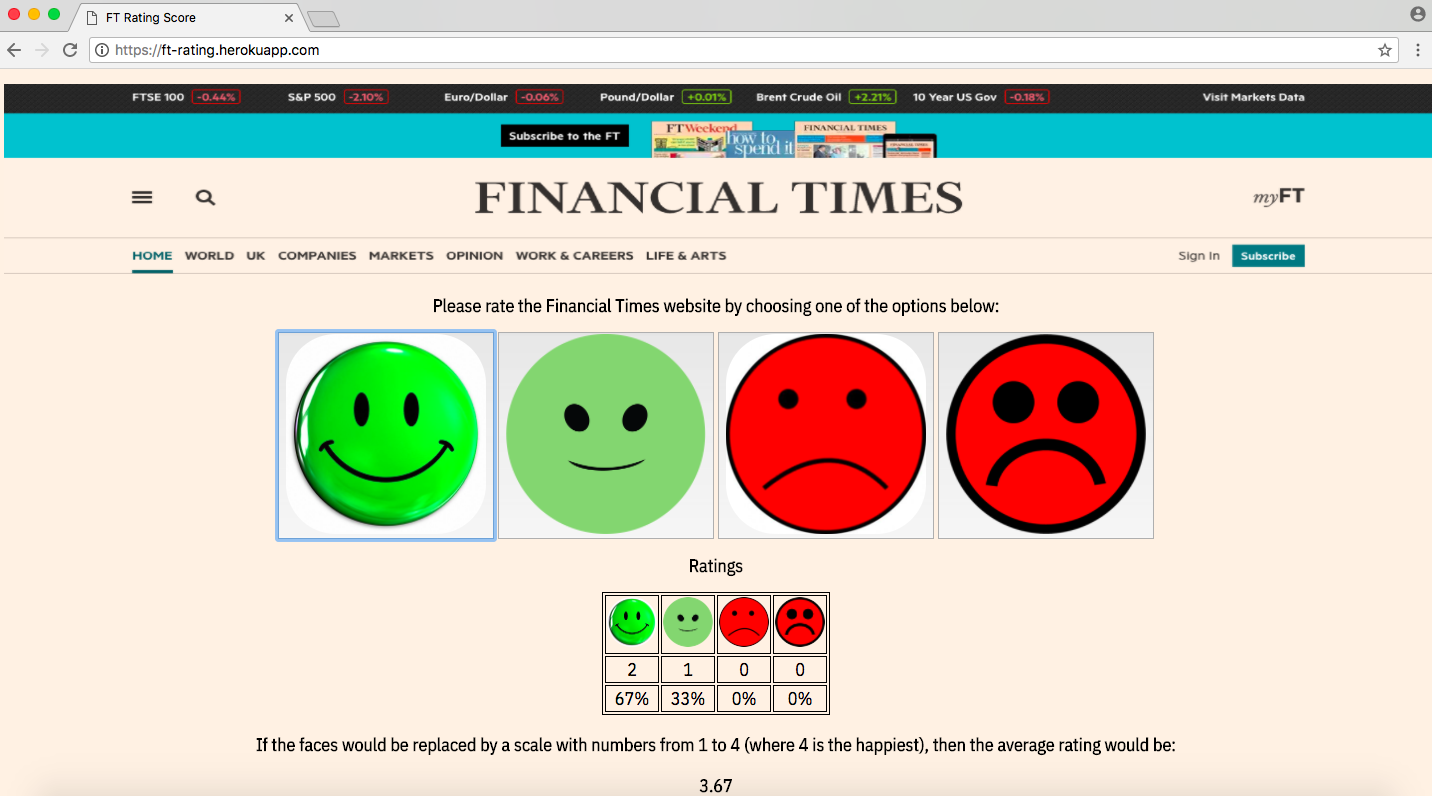 FT Rating Score
https://ft-rating.herokuapp.com
FTSE 100 -0.44% S&P 500 -2.10% Euro/Dollar -0.06% Pound/Dollar +0.01% Brent Crude Oil +2.21% 10 Year US Gov -0.18% Visit Markets Data
Subscribe to the FT
FTWeekend
how to
spend it
FINANCIAL TIMES
FINANCIAL TIMES
myFT
HOME WORLD UK COMPANIES MARKETS OPINION WORK & CAREERS LIFE & ARTS Sign In Subscribe
Please rate the Financial Times website by choosing one of the options below:
Ratings
2 1 0 0
67% 33% 0% 0%
If the faces would be replaced by a scale with numbers from 1 to 4 (where 4 is the happiest), then the average rating would be:
3.67